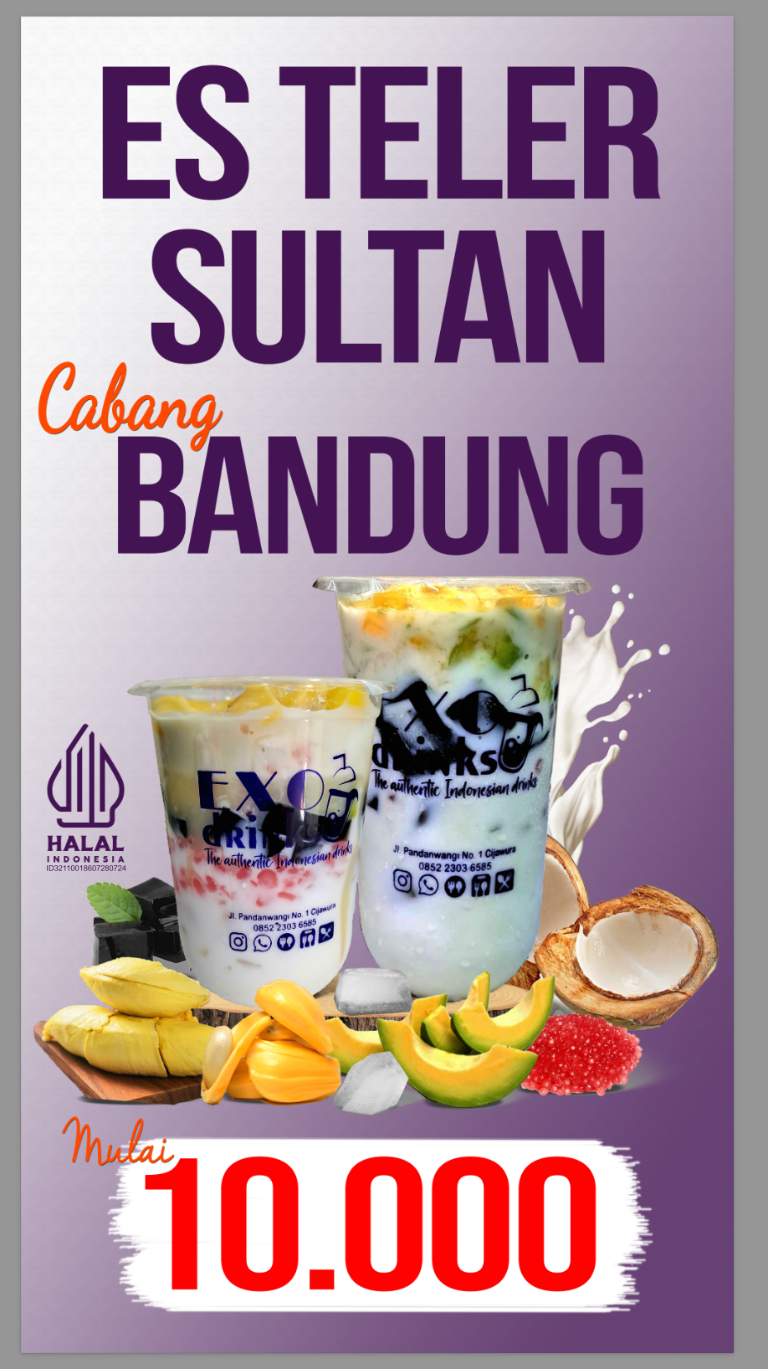 ES TELER
SULTAN
Cabang
BANDUNG
EXO
drinks
The authentic Indonesian drinks
Jl. Pandanwangi No. 1 Cijawura
0852 2303 6585
EXO
drinks
The authentic Indonesian drinks
Jl. Pandanwangi No. 1 Cijawura
0852 2303 6585
HALAL
INDONESIA
ID32110018607280724
Mulai
10.000